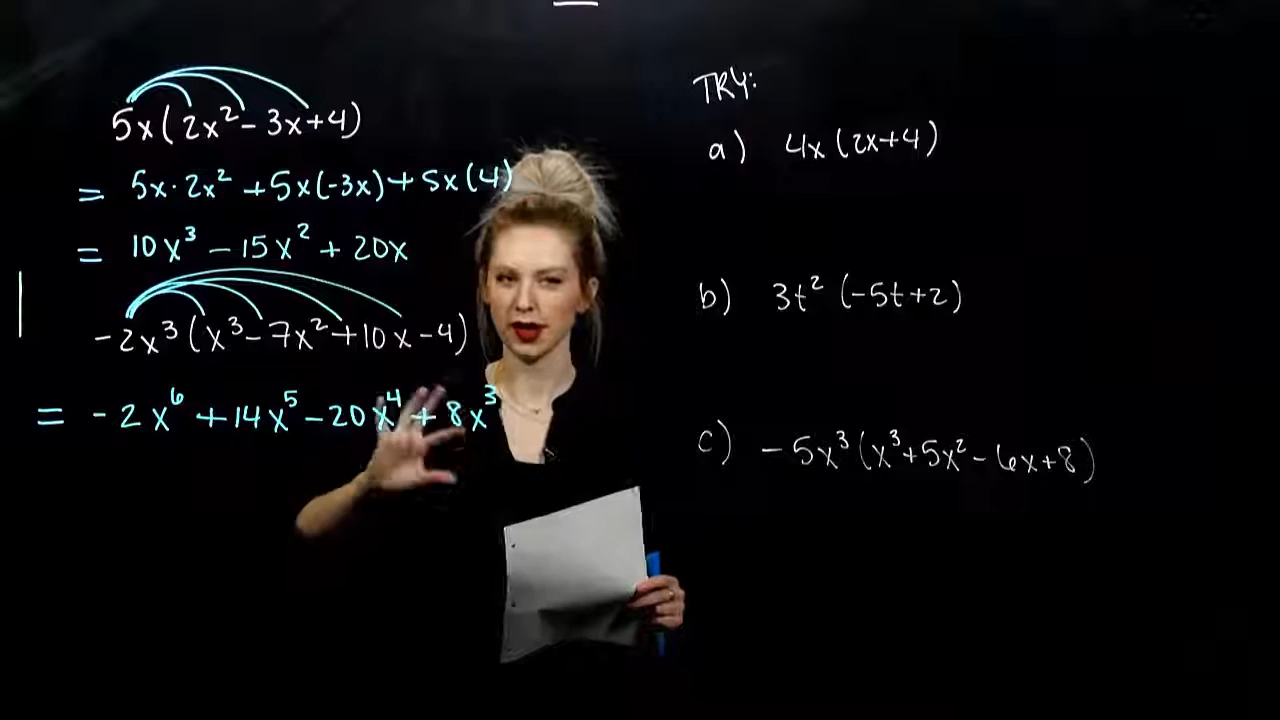 5x(2x² - 3x+4)
= 5x·2x² +5x(-3x)+5x(4)
= 10x³ - 15x² + 20x
-2x³(x³-7x²+10x-4)
= -2x⁶ +14x⁵-20x⁴+8x³
TRY:
a) 4x(2x+4)
b) 3t² (-5t+2)
c) -5x³(x³+5x²-6x+8)